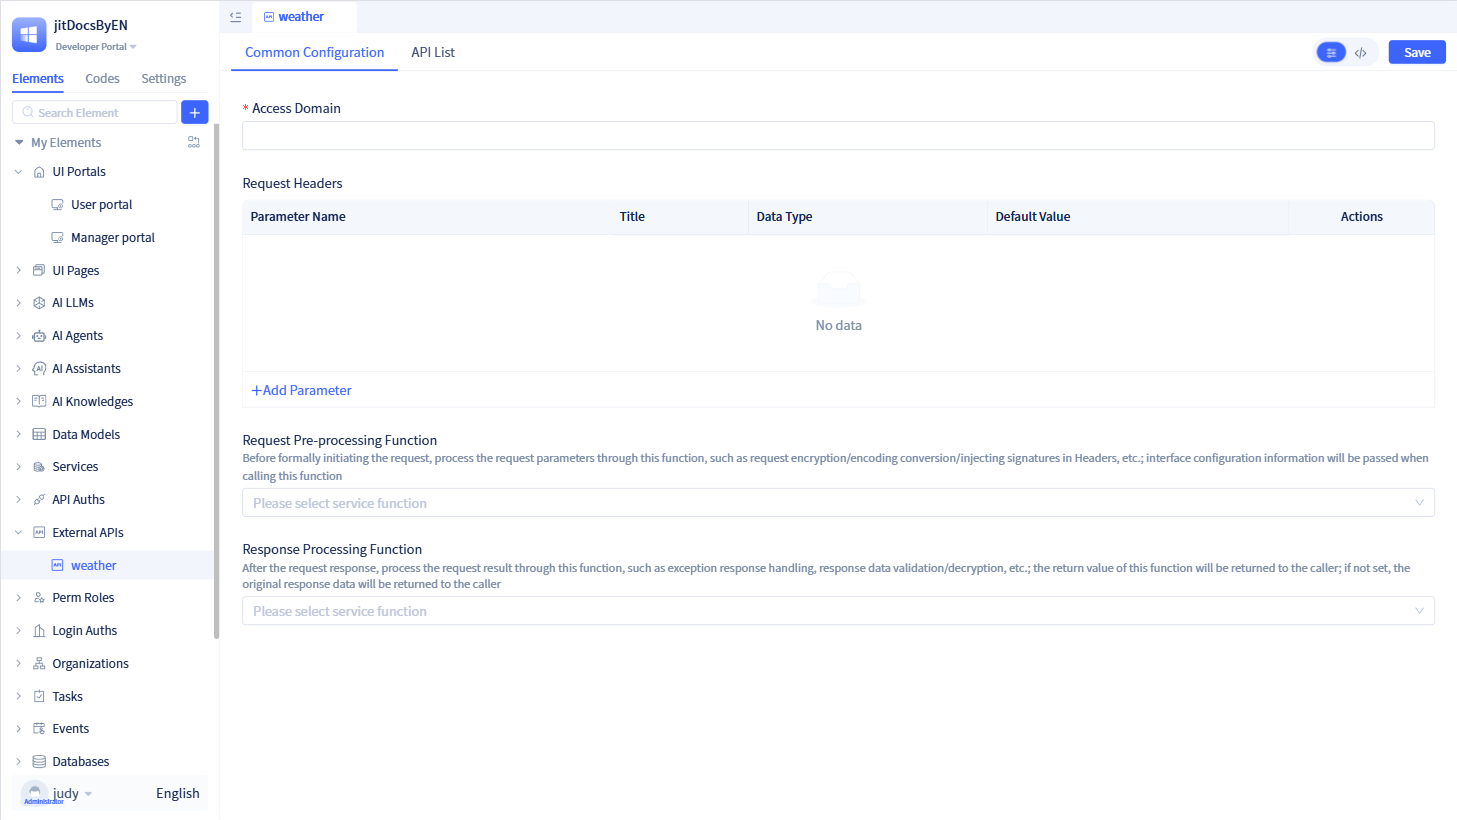 jitDocsByEN
Developer Portal
Elements
Codes
Settings
Search Element
My Elements
UI Portals
User portal
Manager portal
UI Pages
AI LLMs
AI Agents
AI Assistants
AI Knowledges
Data Models
Services
API Auths
External APIs
weather
Perm Roles
Login Auths
Organizations
Tasks
Events
Databases
judy
Administrator
English
weather
Common Configuration
API List
Save
* Access Domain
Request Headers
Parameter Name
Title
Data Type
Default Value
Actions
No data
+Add Parameter
Request Pre-processing Function
Before formally initiating the request, process the request parameters through this function, such as request encryption/encoding conversion/injecting signatures in Headers, etc.; interface configuration information will be passed when
calling this function
Please select service function
Response Processing Function
After the request response, process the request result through this function, such as exception response handling, response data validation/decryption, etc.; the return value of this function will be returned to the caller; if not set, the
original response data will be returned to the caller
Please select service function